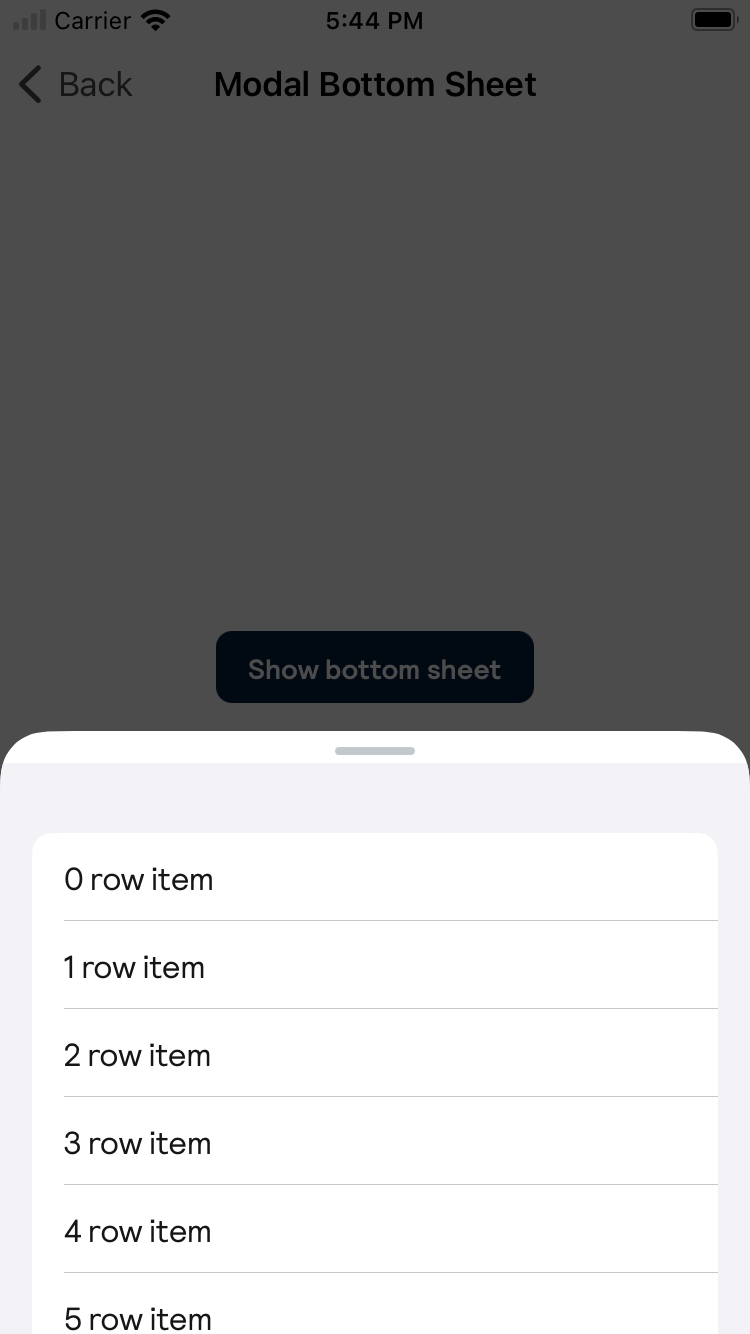 Carrier 5:44 PM
Back Modal Bottom Sheet
Show bottom sheet
0 row item
1 row item
2 row item
3 row item
4 row item
5 row item